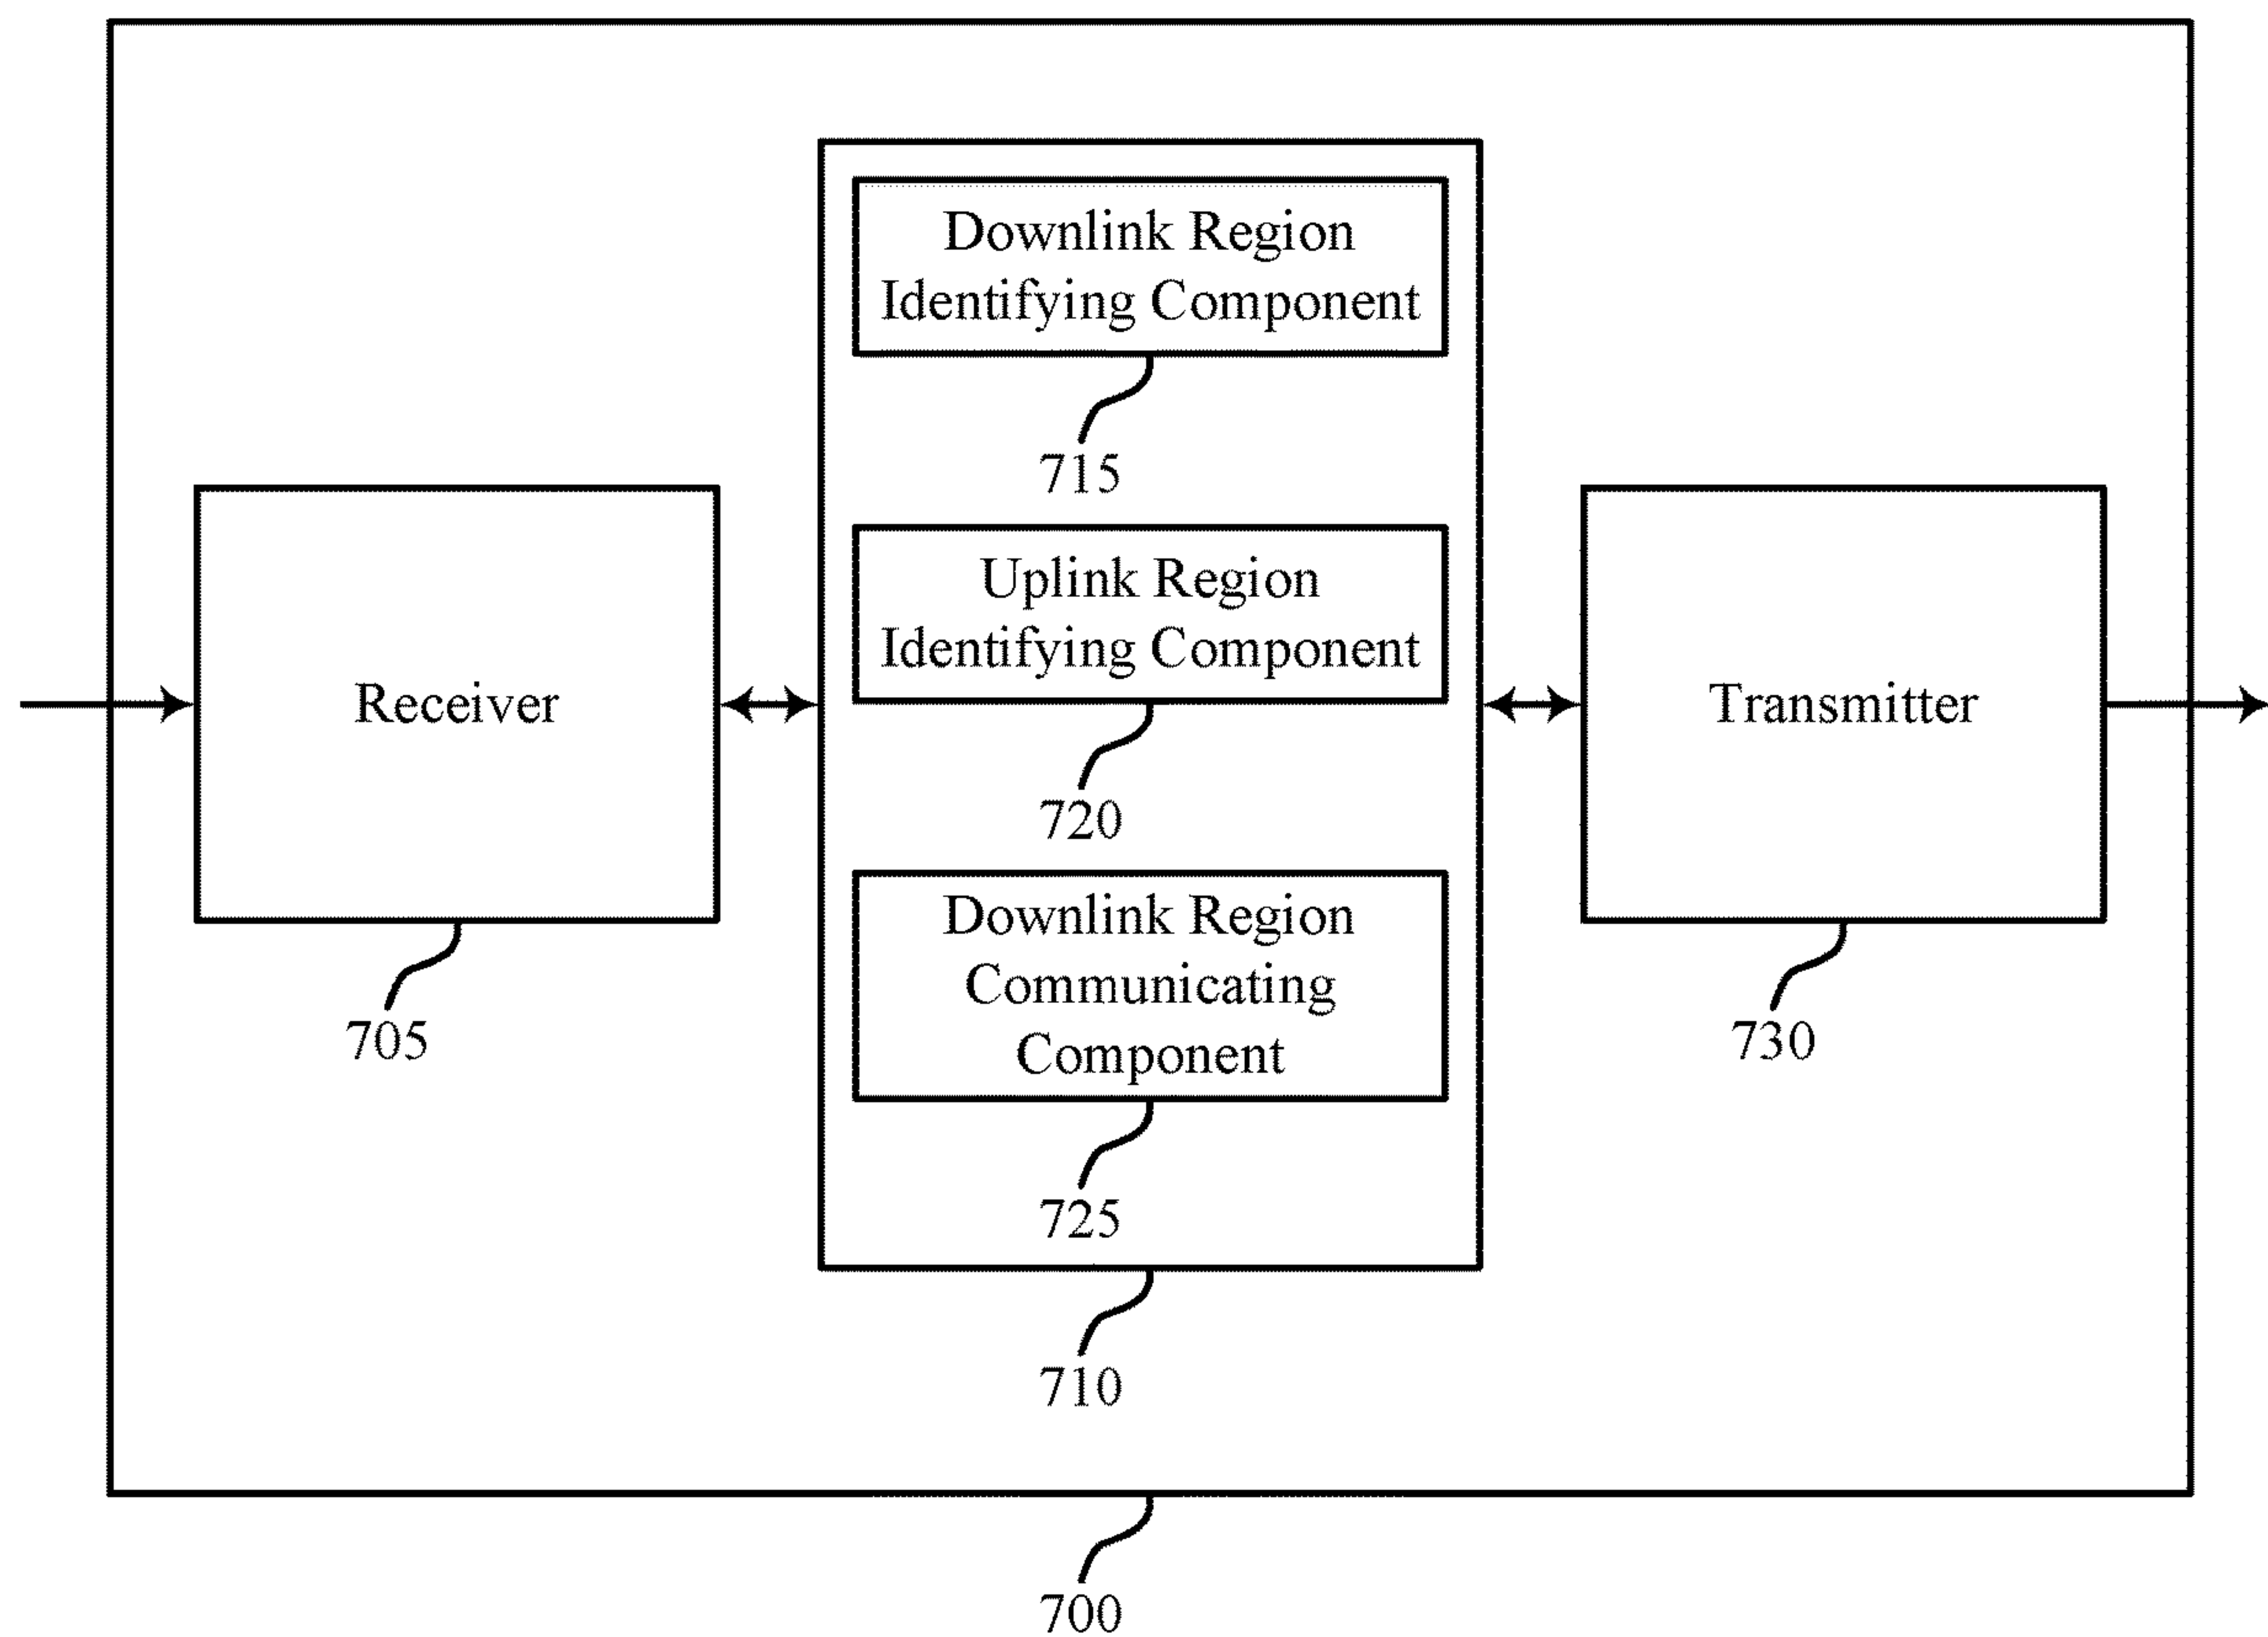 Downlink Region
Identifying Component
715
Uplink Region
Identifying Component
720
Receiver
705
Transmitter
730
Downlink Region
Communicating
Component
725
710
700